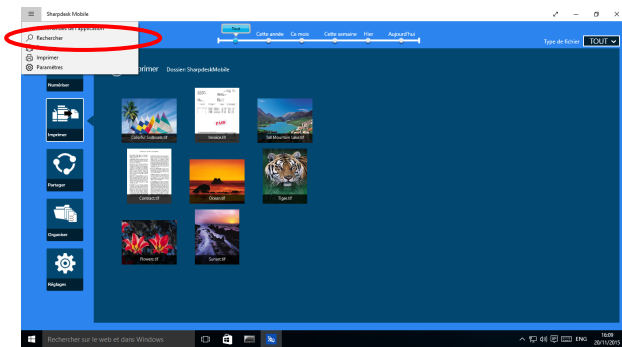 Sharpdesk Mobile
Rechercher
Imprimer
Paramètres
Tout
Cette année
Ce mois
Cette semaine
Hier
Aujourd'hui
Type de fichier
TOUT
Dossier: SharpdeskMobile
Numériser
Imprimer
Partager
Organiser
Réglages
Colorful Sailboats.tif
Invoice.tif
Tall Mountain Lake.tif
PAID
Contract.tif
Ocean.tif
Tiger.tif
Flowers.tif
Sunset.tif
Rechercher sur le web et dans Windows
ENG
16:09
20/11/2015